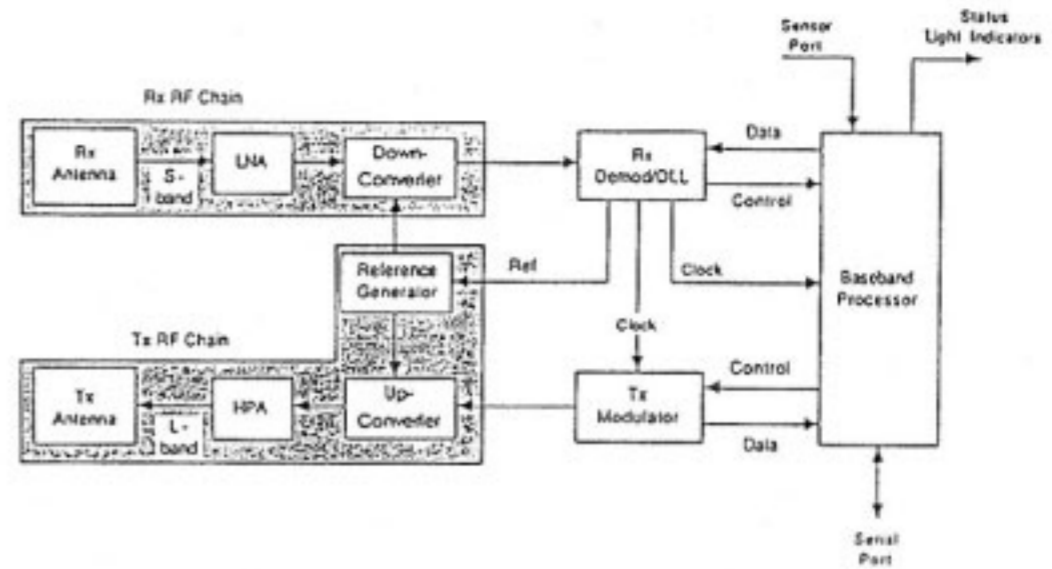 Sensor
Port
Status
Light Indicators
Rx RF Chain
Rx
Antenna
S-
band
LNA
Down-
Converter
Rx
Demod/DLL
Data
Control
Reference
Generator
Ref
Clock
Clock
Baseband
Processor
Tx RF Chain
Tx
Antenna
L-
band
HPA
Up-
Converter
Tx
Modulator
Control
Data
Serial
Port